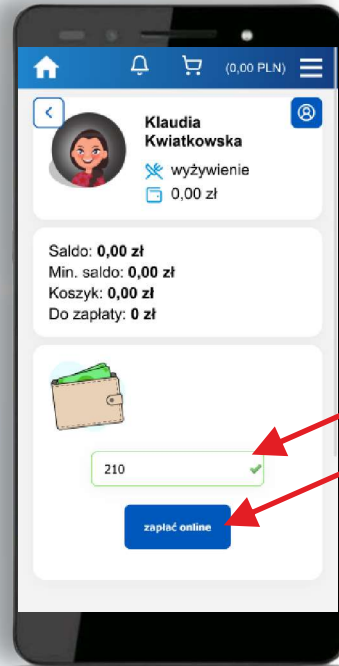 (0,00 PLN)
Klaudia
Kwiatkowska
wyżywienie
0,00 zł
Saldo: 0,00 zł
Min. saldo: 0,00 zł
Koszyk: 0,00 zł
Do zapłaty: 0 zł
210
zapłać online